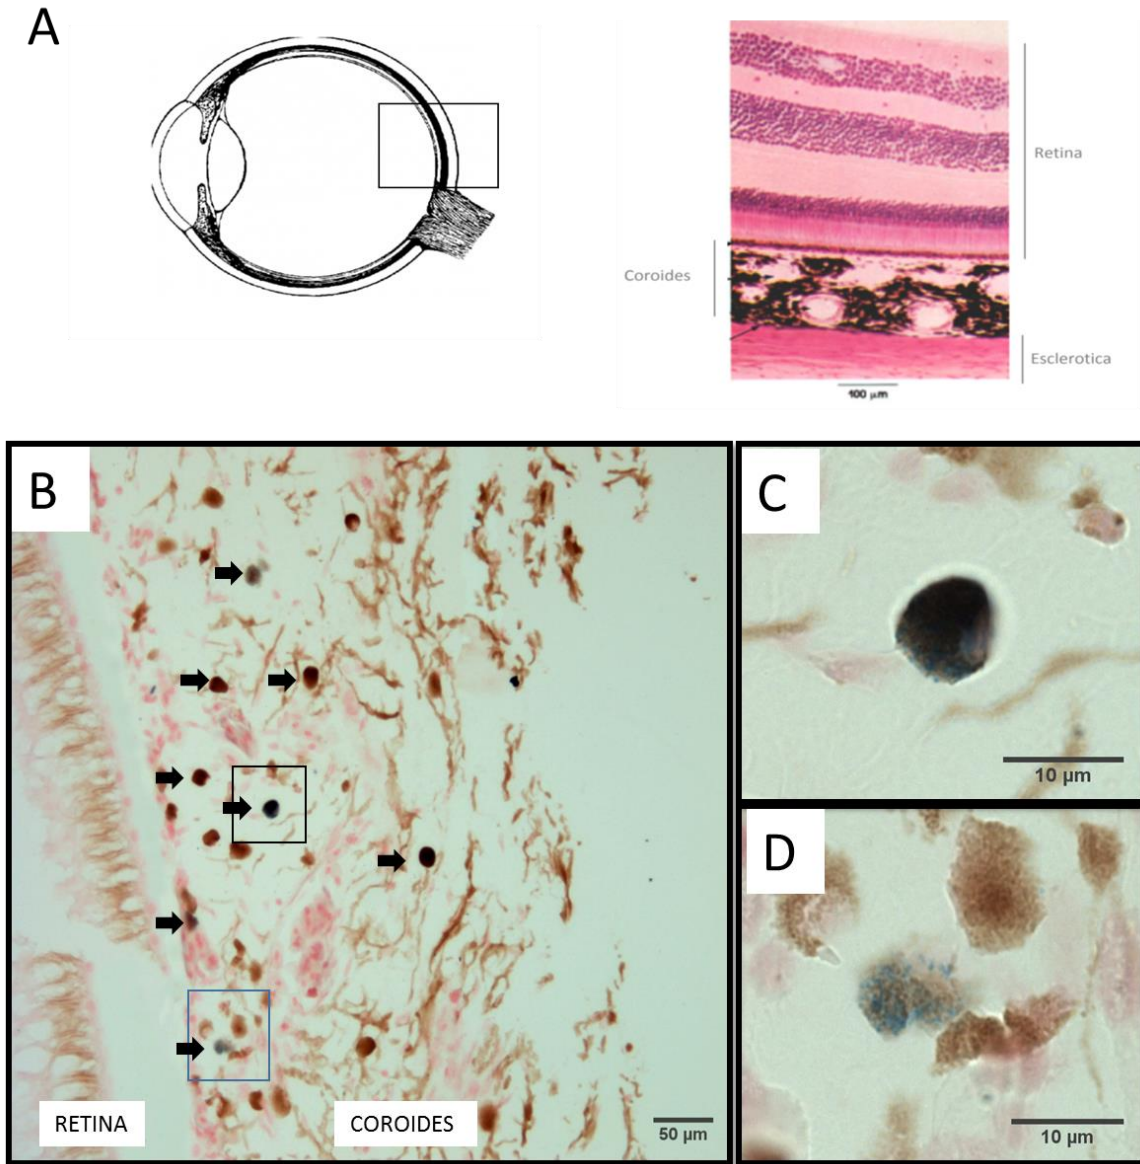 A
Retina
Coroides
Esclerotica
100 µm
B
RETINA
COROIDES
50 µm
C
10 µm
D
10 µm